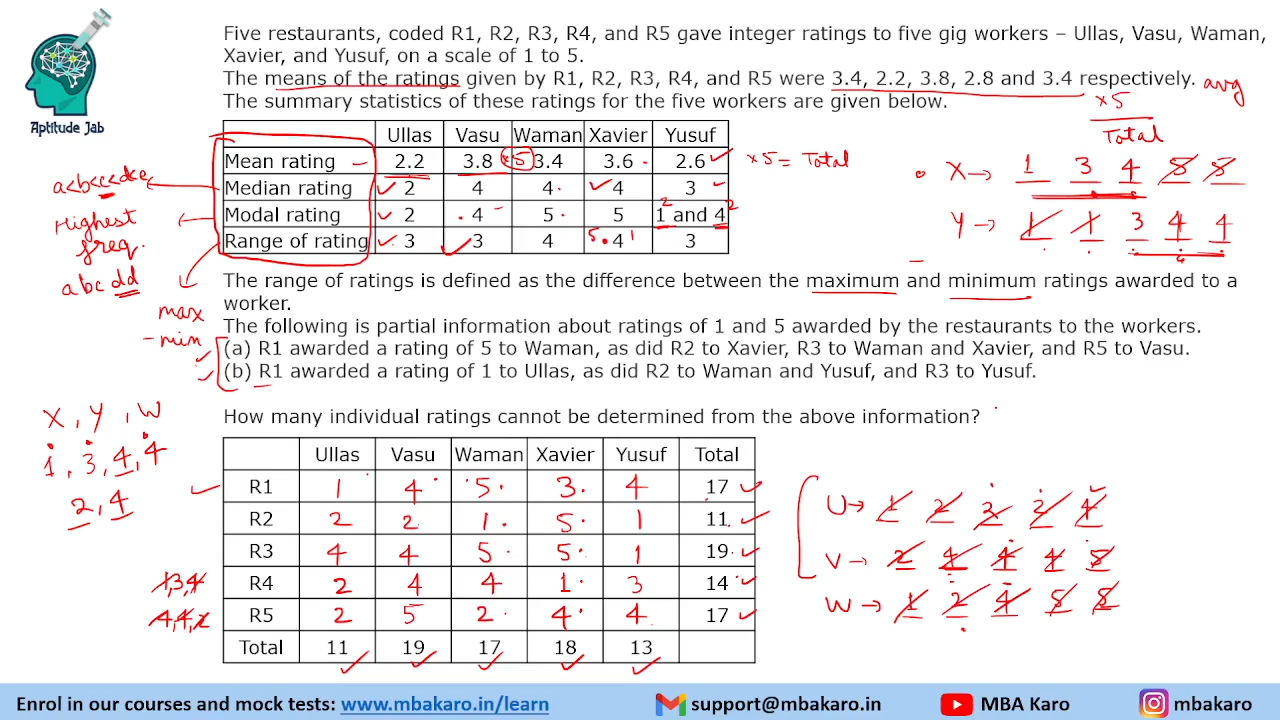 Five restaurants, coded R1, R2, R3, R4, and R5 gave integer ratings to five gig workers – Ullas, Vasu, Waman,
Xavier, and Yusuf, on a scale of 1 to 5.
The means of the ratings given by R1, R2, R3, R4, and R5 were 3.4, 2.2, 3.8, 2.8 and 3.4 respectively. avg
The summary statistics of these ratings for the five workers are given below.
×5
Total
Aptitude Jab
Ullas Vasu Waman Xavier Yusuf
Mean rating 2.2 3.8 ×5 3.4 3.6 2.6 ×5 = Total
Median rating 2 4 4 4 3
Modal rating 2 4 5 5 1 and 4
Range of rating 3 3 4 5 4 1 3
2 2
a<b<c<d<e
Highest
freq.
abcdd
max
- min
X→ 1 3 4 5 5
Y→ 1 1 3 4 4
The range of ratings is defined as the difference between the maximum and minimum ratings awarded to a
worker.
The following is partial information about ratings of 1 and 5 awarded by the restaurants to the workers.
(a) R1 awarded a rating of 5 to Waman, as did R2 to Xavier, R3 to Waman and Xavier, and R5 to Vasu.
(b) R1 awarded a rating of 1 to Ullas, as did R2 to Waman and Yusuf, and R3 to Yusuf.
X, Y, W
1, 3, 4, 4
2, 4
How many individual ratings cannot be determined from the above information?
Ullas Vasu Waman Xavier Yusuf Total
R1 1 4 5 3 4 17
R2 2 2 1 5 1 11
R3 4 4 5 5 1 19
1,3,4 R4 2 4 4 1 3 14
4,4,2 R5 2 5 2 4 4 17
Total 11 19 17 18 13
U→ 1 2 2 2 4
V→ 2 4 4 4 5
W→ 1 2 4 5 5
Enrol in our courses and mock tests: www.mbakaro.in/learn support@mbakaro.in MBA Karo mbakaro